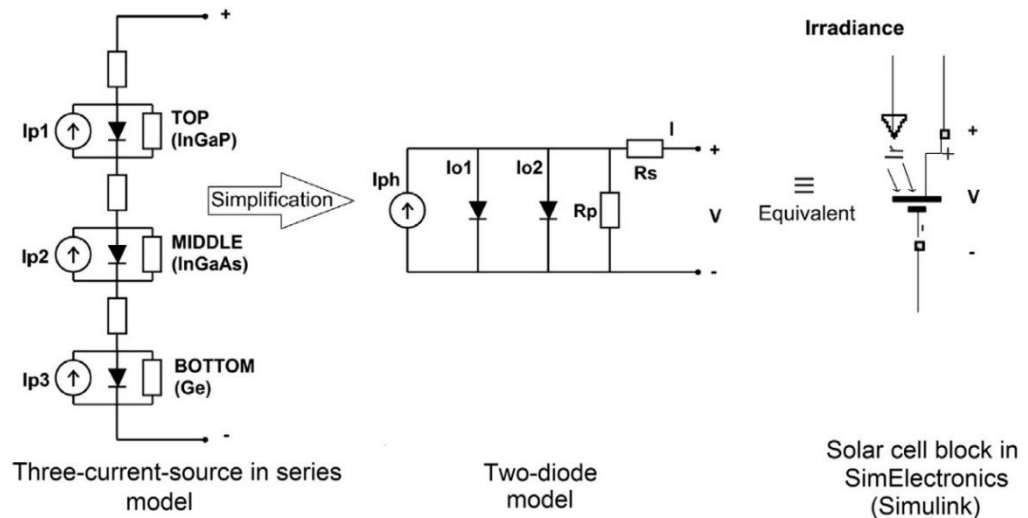 +
Ip1
TOP
(InGaP)
Ip2
MIDDLE
(InGaAs)
Ip3
BOTTOM
(Ge)
-
Three-current-source in series
model
Simplification
Iph
Io1
Io2
Rp
Rs
I
+
V
-
Two-diode
model
≡
Equivalent
Irradiance
Ir
+
+
V
-
-
Solar cell block in
SimElectronics
(Simulink)